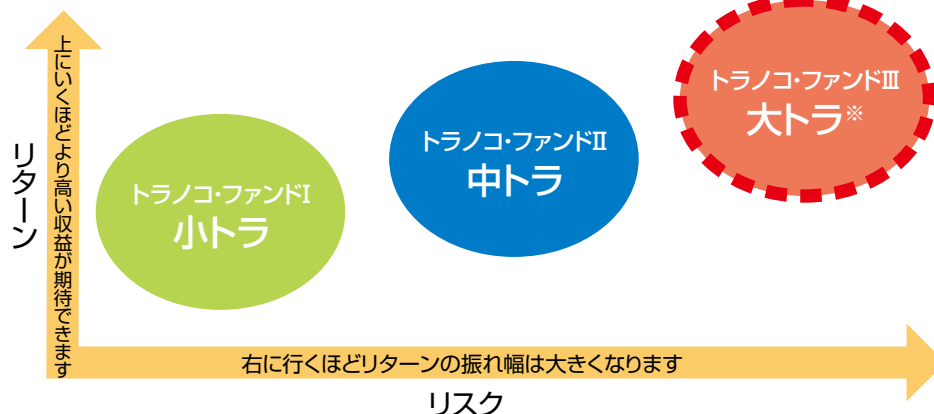 リターン
上にいくほどより高い収益が期待できます
トラノコ・ファンドⅠ
小トラ
トラノコ・ファンドⅡ
中トラ
トラノコ・ファンドⅢ
大トラ※
右に行くほどリターンの振れ幅は大きくなります
リスク